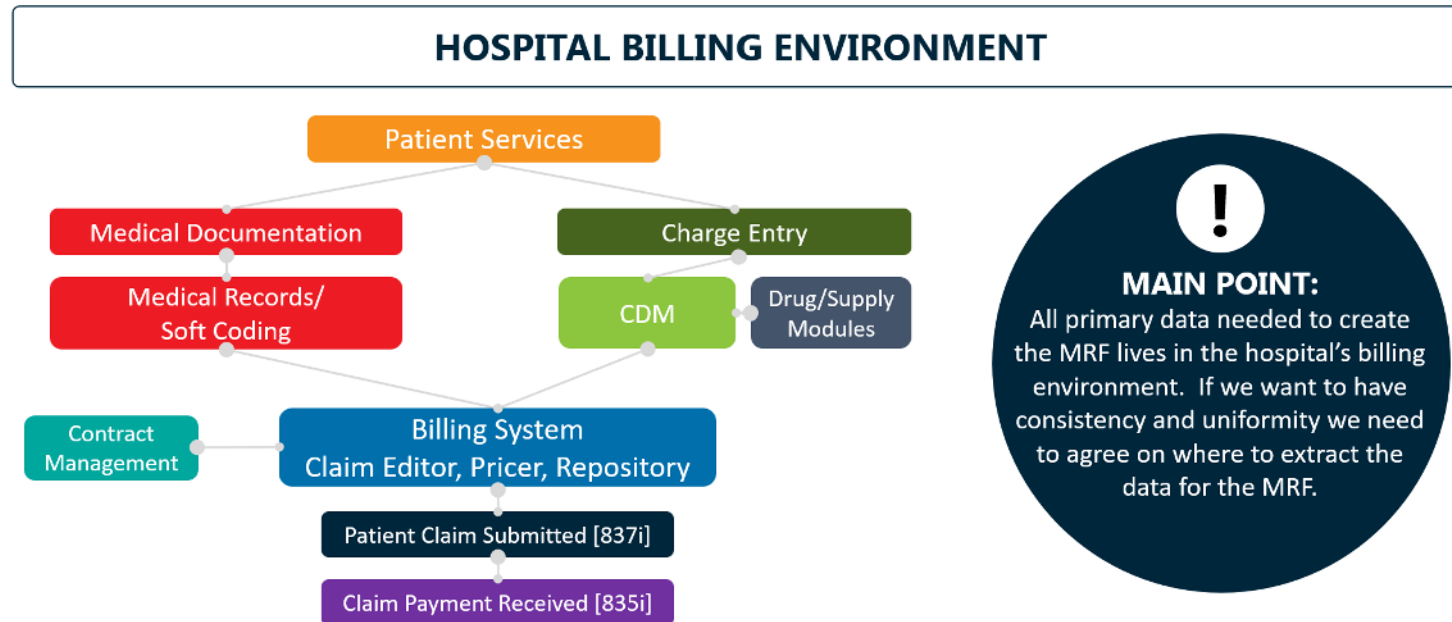 HOSPITAL BILLING ENVIRONMENT
Patient Services
Medical Documentation
Charge Entry
Medical Records/
Soft Coding
CDM
Drug/Supply
Modules
Contract
Management
Billing System
Claim Editor, Pricer, Repository
Patient Claim Submitted [837i]
Claim Payment Received [835i]
!
MAIN POINT:
All primary data needed to create
the MRF lives in the hospital's billing
environment. If we want to have
consistency and uniformity we need
to agree on where to extract the
data for the MRF.